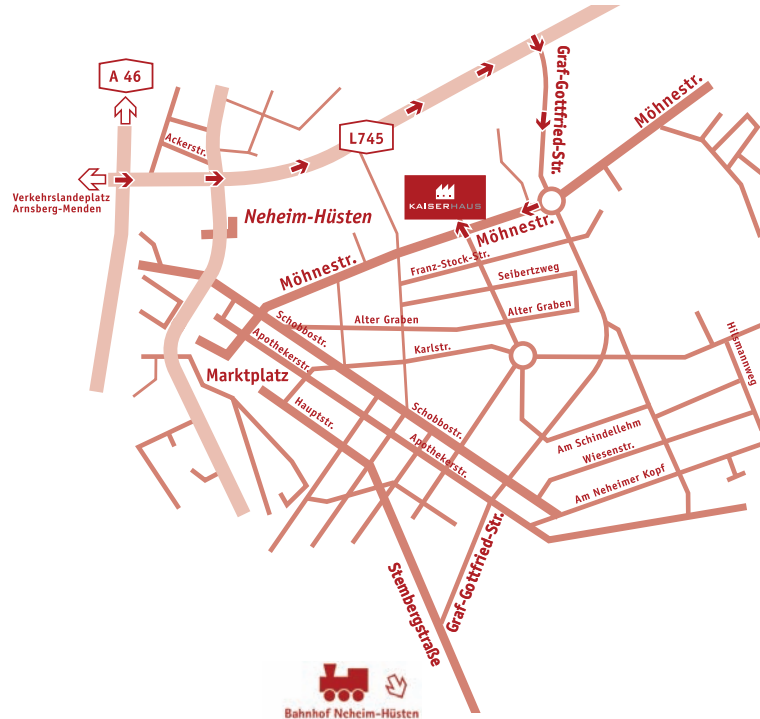 A 46
Graf-Gottfried-Str.
Möhnestr.
L745
Ackerstr.
Verkehrslandeplatz
Arnsberg-Menden
KAISERHAUS
Neheim-Hüsten
Möhnestr.
Möhnestr.
Franz-Stock-Str.
Seibertzweg
Alter Graben
Alter Graben
Schobbostr.
Apothekerstr.
Karlstr.
Hilsmannweg
Marktplatz
Hauptstr.
Schobbostr.
Apothekerstr.
Am Schindellehm
Wiesenstr.
Am Neheimer Kopf
Graf-Gottfried-Str.
Stembergstraße
Bahnhof Neheim-Hüsten